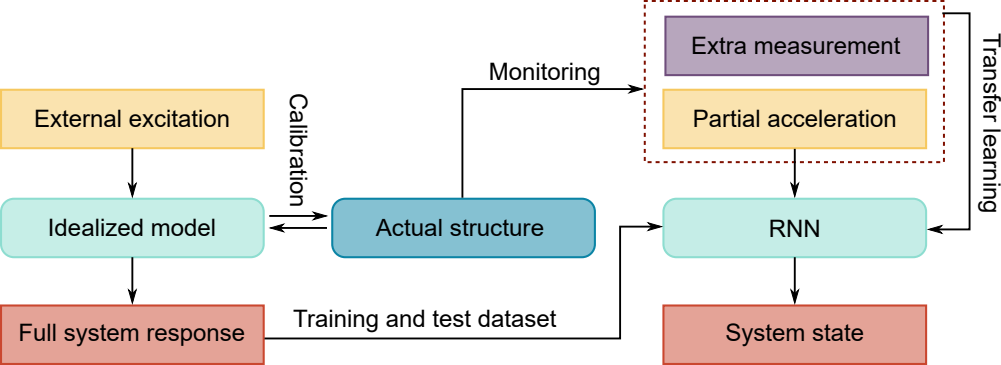 Extra measurement
Monitoring
Transfer learning
External excitation
Calibration
Partial acceleration
Idealized model
Actual structure
RNN
Full system response
Training and test dataset
System state